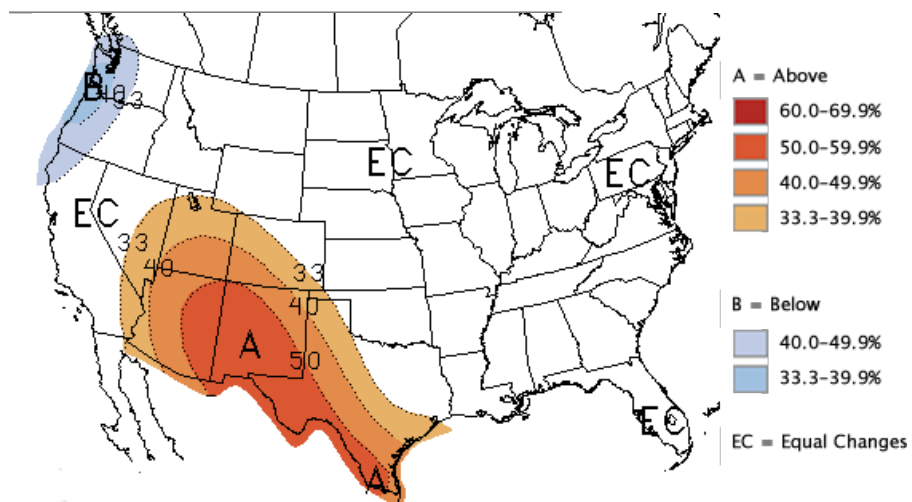 B
40
33
EC
EC
EC
33
40
33
40
A
50
EC
A
A = Above
60.0–69.9%
50.0–59.9%
40.0–49.9%
33.3–39.9%
B = Below
40.0–49.9%
33.3–39.9%
EC = Equal Changes